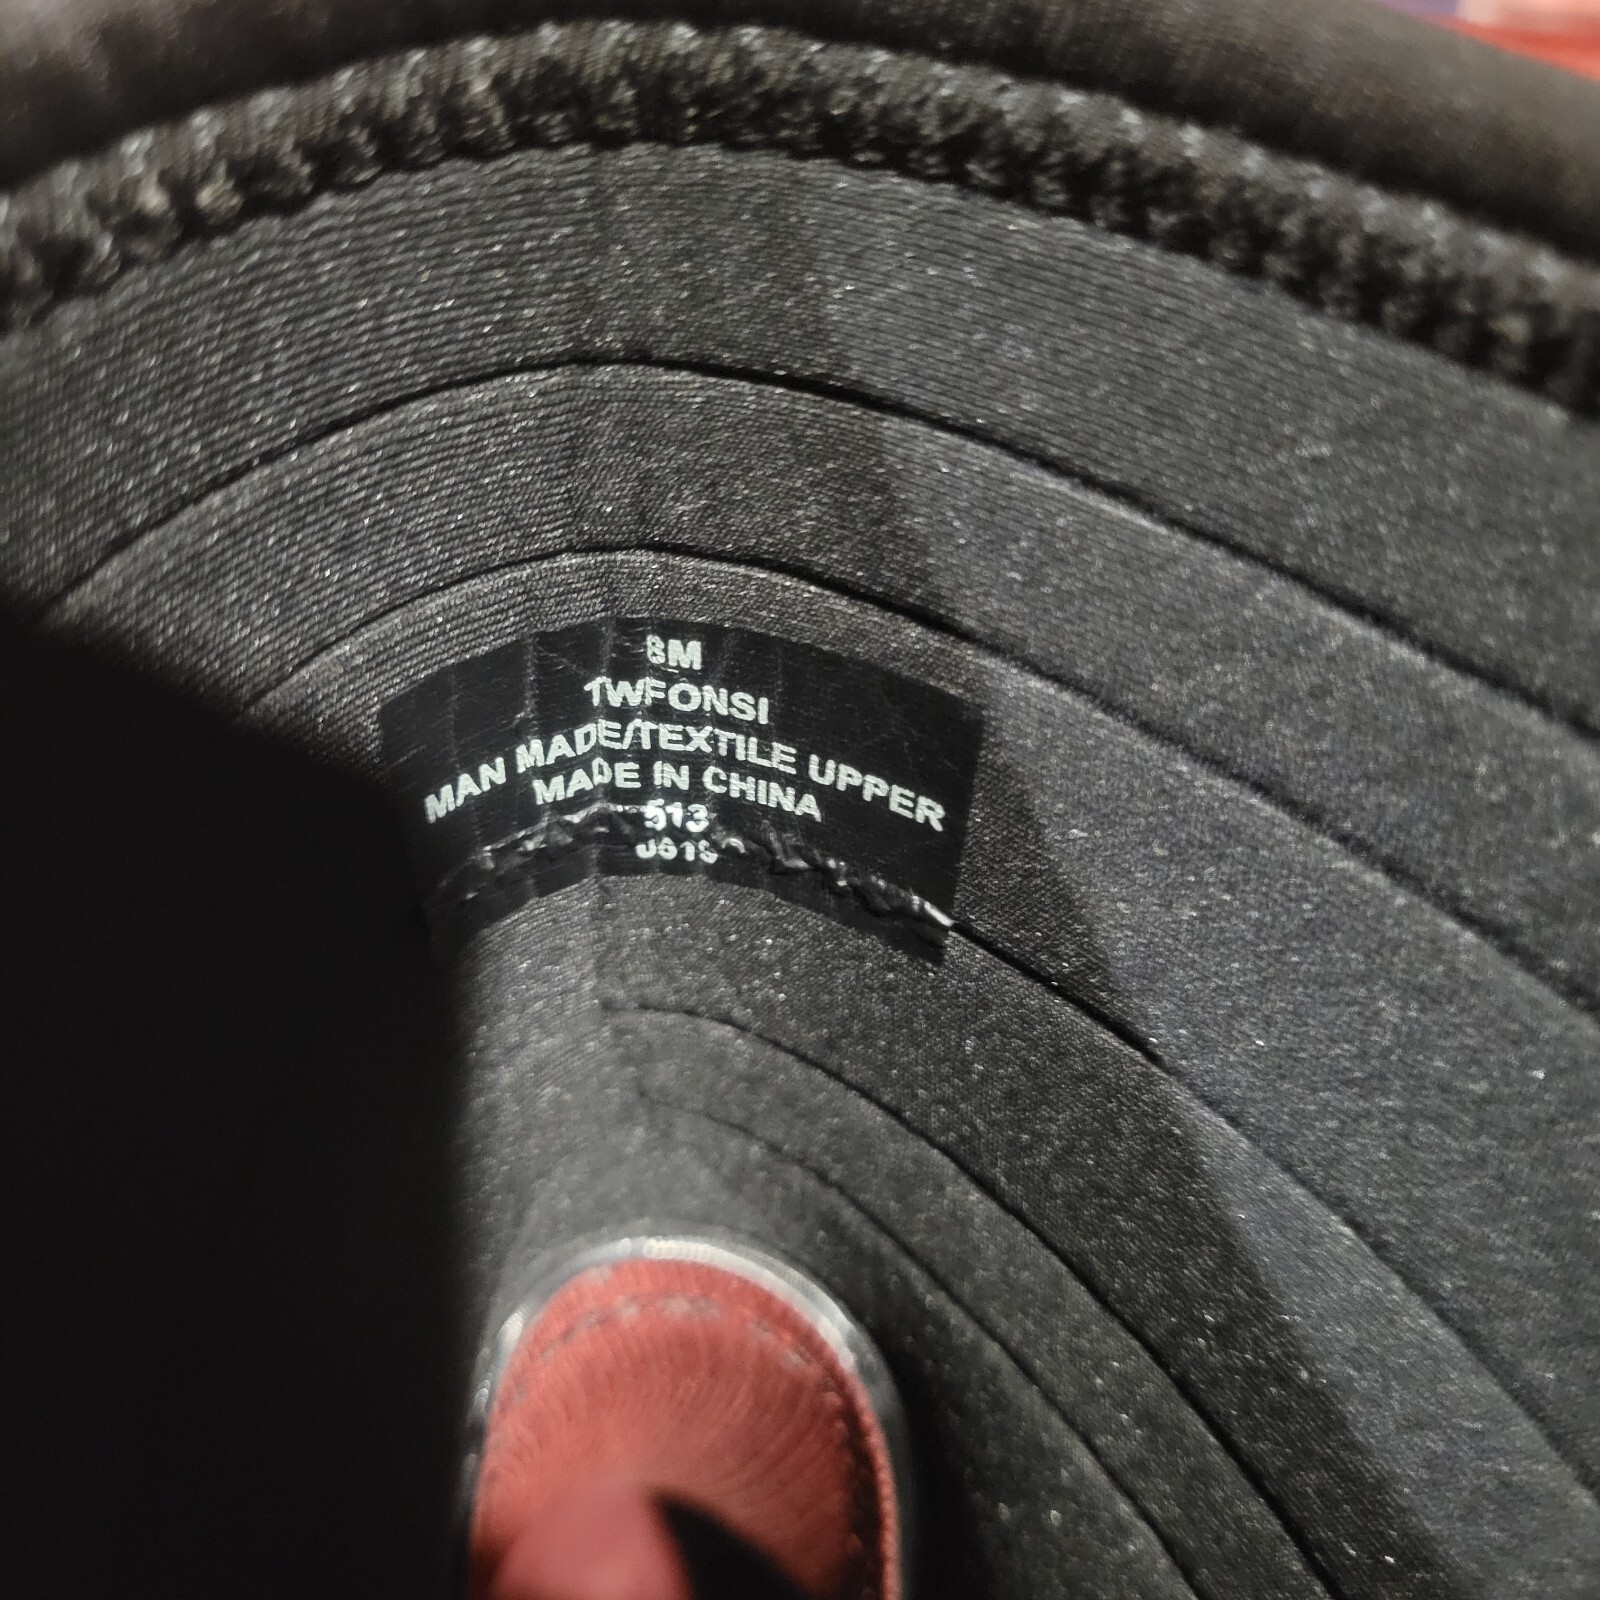 8M
TWFONSI
MAN MADE/TEXTILE UPPER
MADE IN CHINA
513